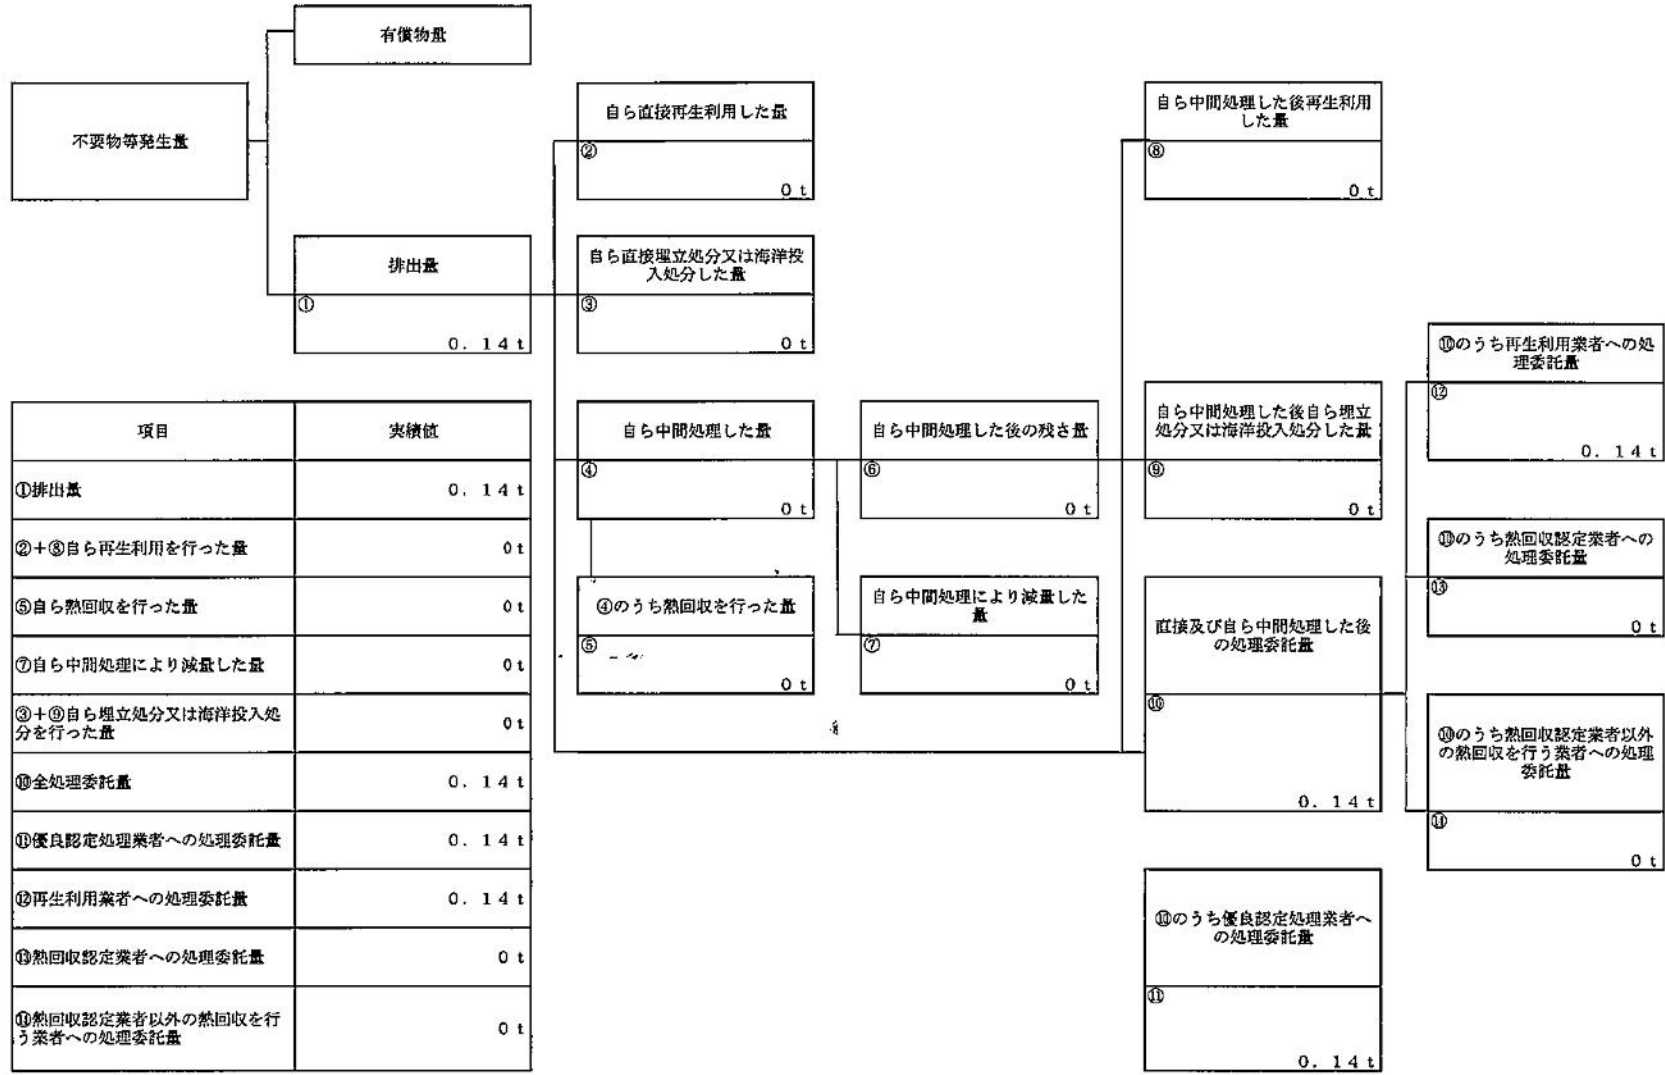 有償物量
不要物等発生量
排出量
①
0.14t
自ら直接再生利用した量
②
0t
自ら直接埋立処分又は海洋投
入処分した量
③
0t
自ら中間処理した量
④
0t
④のうち熱回収を行った量
⑤
0t
自ら中間処理した後の残さ量
⑥
0t
自ら中間処理により減量した
量
⑦
0t
自ら中間処理した後再生利用
した量
⑧
0t
自ら中間処理した後自ら埋立
処分又は海洋投入処分した量
⑨
0t
直接及び自ら中間処理した後
の処理委託量
⑩
0.14t
⑩のうち優良認定処理業者へ
の処理委託量
⑪
0.14t
⑩のうち再生利用業者への処
理委託量
⑫
0.14t
⑩のうち熱回収認定業者への
処理委託量
⑬
0t
⑩のうち熱回収認定業者以外
の熱回収を行う業者への処理
委託量
⑭
0t
項目 実績値
①排出量 0.14t
②+⑧自ら再生利用を行った量 0t
⑤自ら熱回収を行った量 0t
⑦自ら中間処理により減量した量 0t
③+⑨自ら埋立処分又は海洋投入処
分を行った量 0t
⑩全処理委託量 0.14t
⑪優良認定処理業者への処理委託量 0.14t
⑫再生利用業者への処理委託量 0.14t
⑬熱回収認定業者への処理委託量 0t
⑭熱回収認定業者以外の熱回収を行
う業者への処理委託量 0t